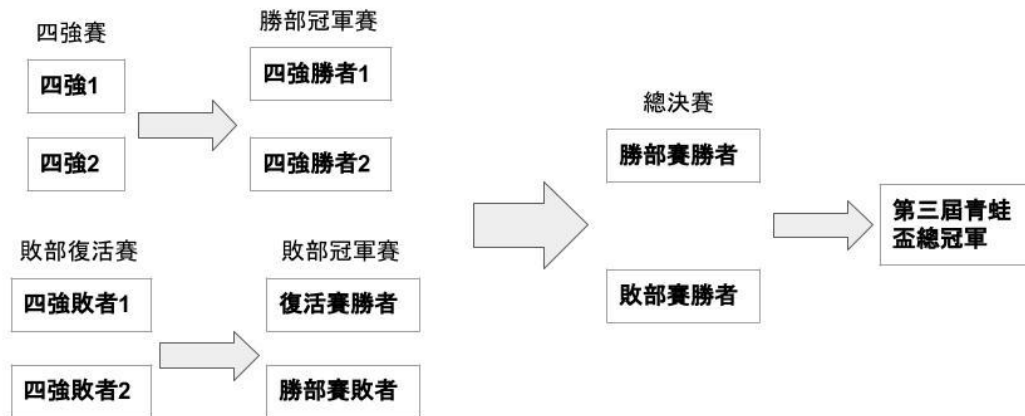 四強賽
四強1
四強2
勝部冠軍賽
四強勝者1
四強勝者2
敗部復活賽
四強敗者1
四強敗者2
敗部冠軍賽
復活賽勝者
勝部賽敗者
總決賽
勝部賽勝者
敗部賽勝者
第三屆青蛙
盃總冠軍